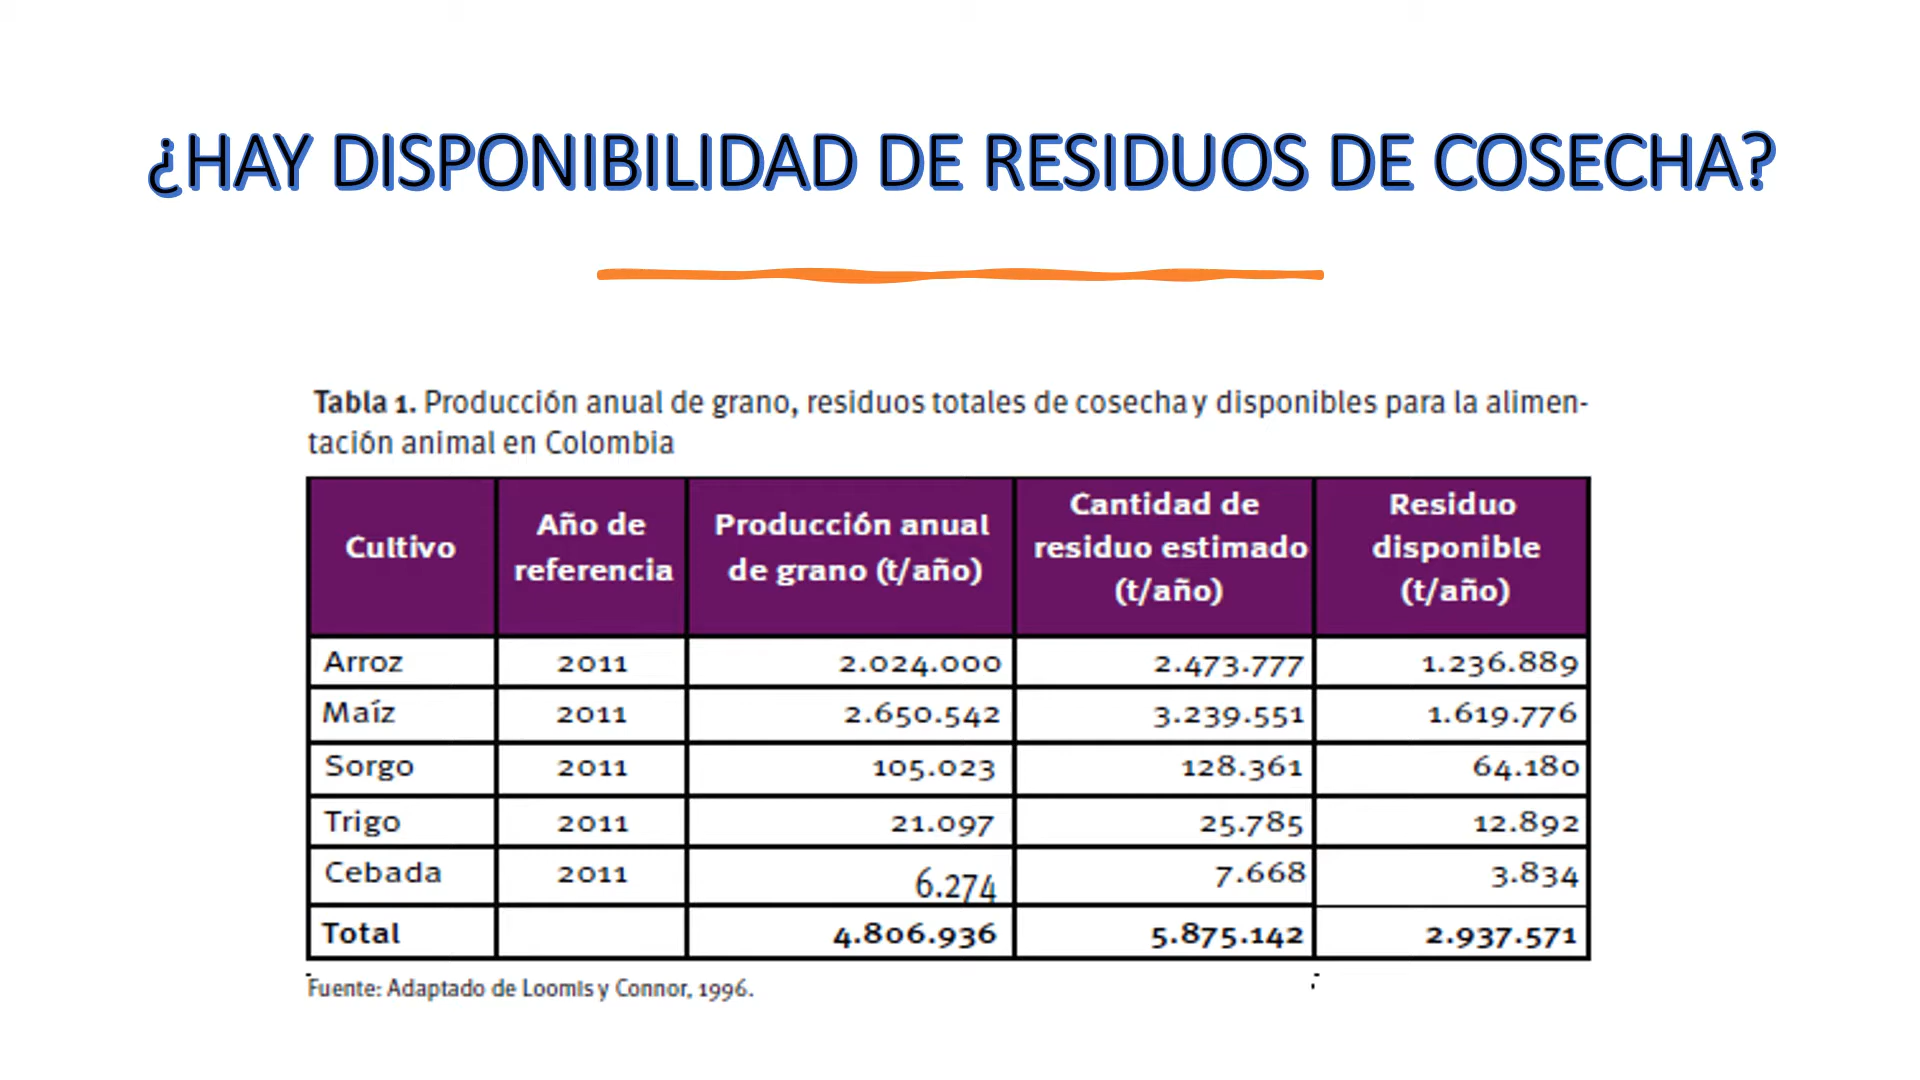 ¿HAY DISPONIBILIDAD DE RESIDUOS DE COSECHA?
Tabla 1. Producción anual de grano, residuos totales de cosecha y disponibles para la alimen-
tación animal en Colombia
Cultivo Año de referencia Producción anual de grano (t/año) Cantidad de residuo estimado (t/año) Residuo disponible (t/año)
Arroz 2011 2.024.000 2.473.777 1.236.889
Maíz 2011 2.650.542 3.239.551 1.619.776
Sorgo 2011 105.023 128.361 64.180
Trigo 2011 21.097 25.785 12.892
Cebada 2011 6.274 7.668 3.834
Total 4.806.936 5.875.142 2.937.571
Fuente: Adaptado de Loomis y Connor, 1996.